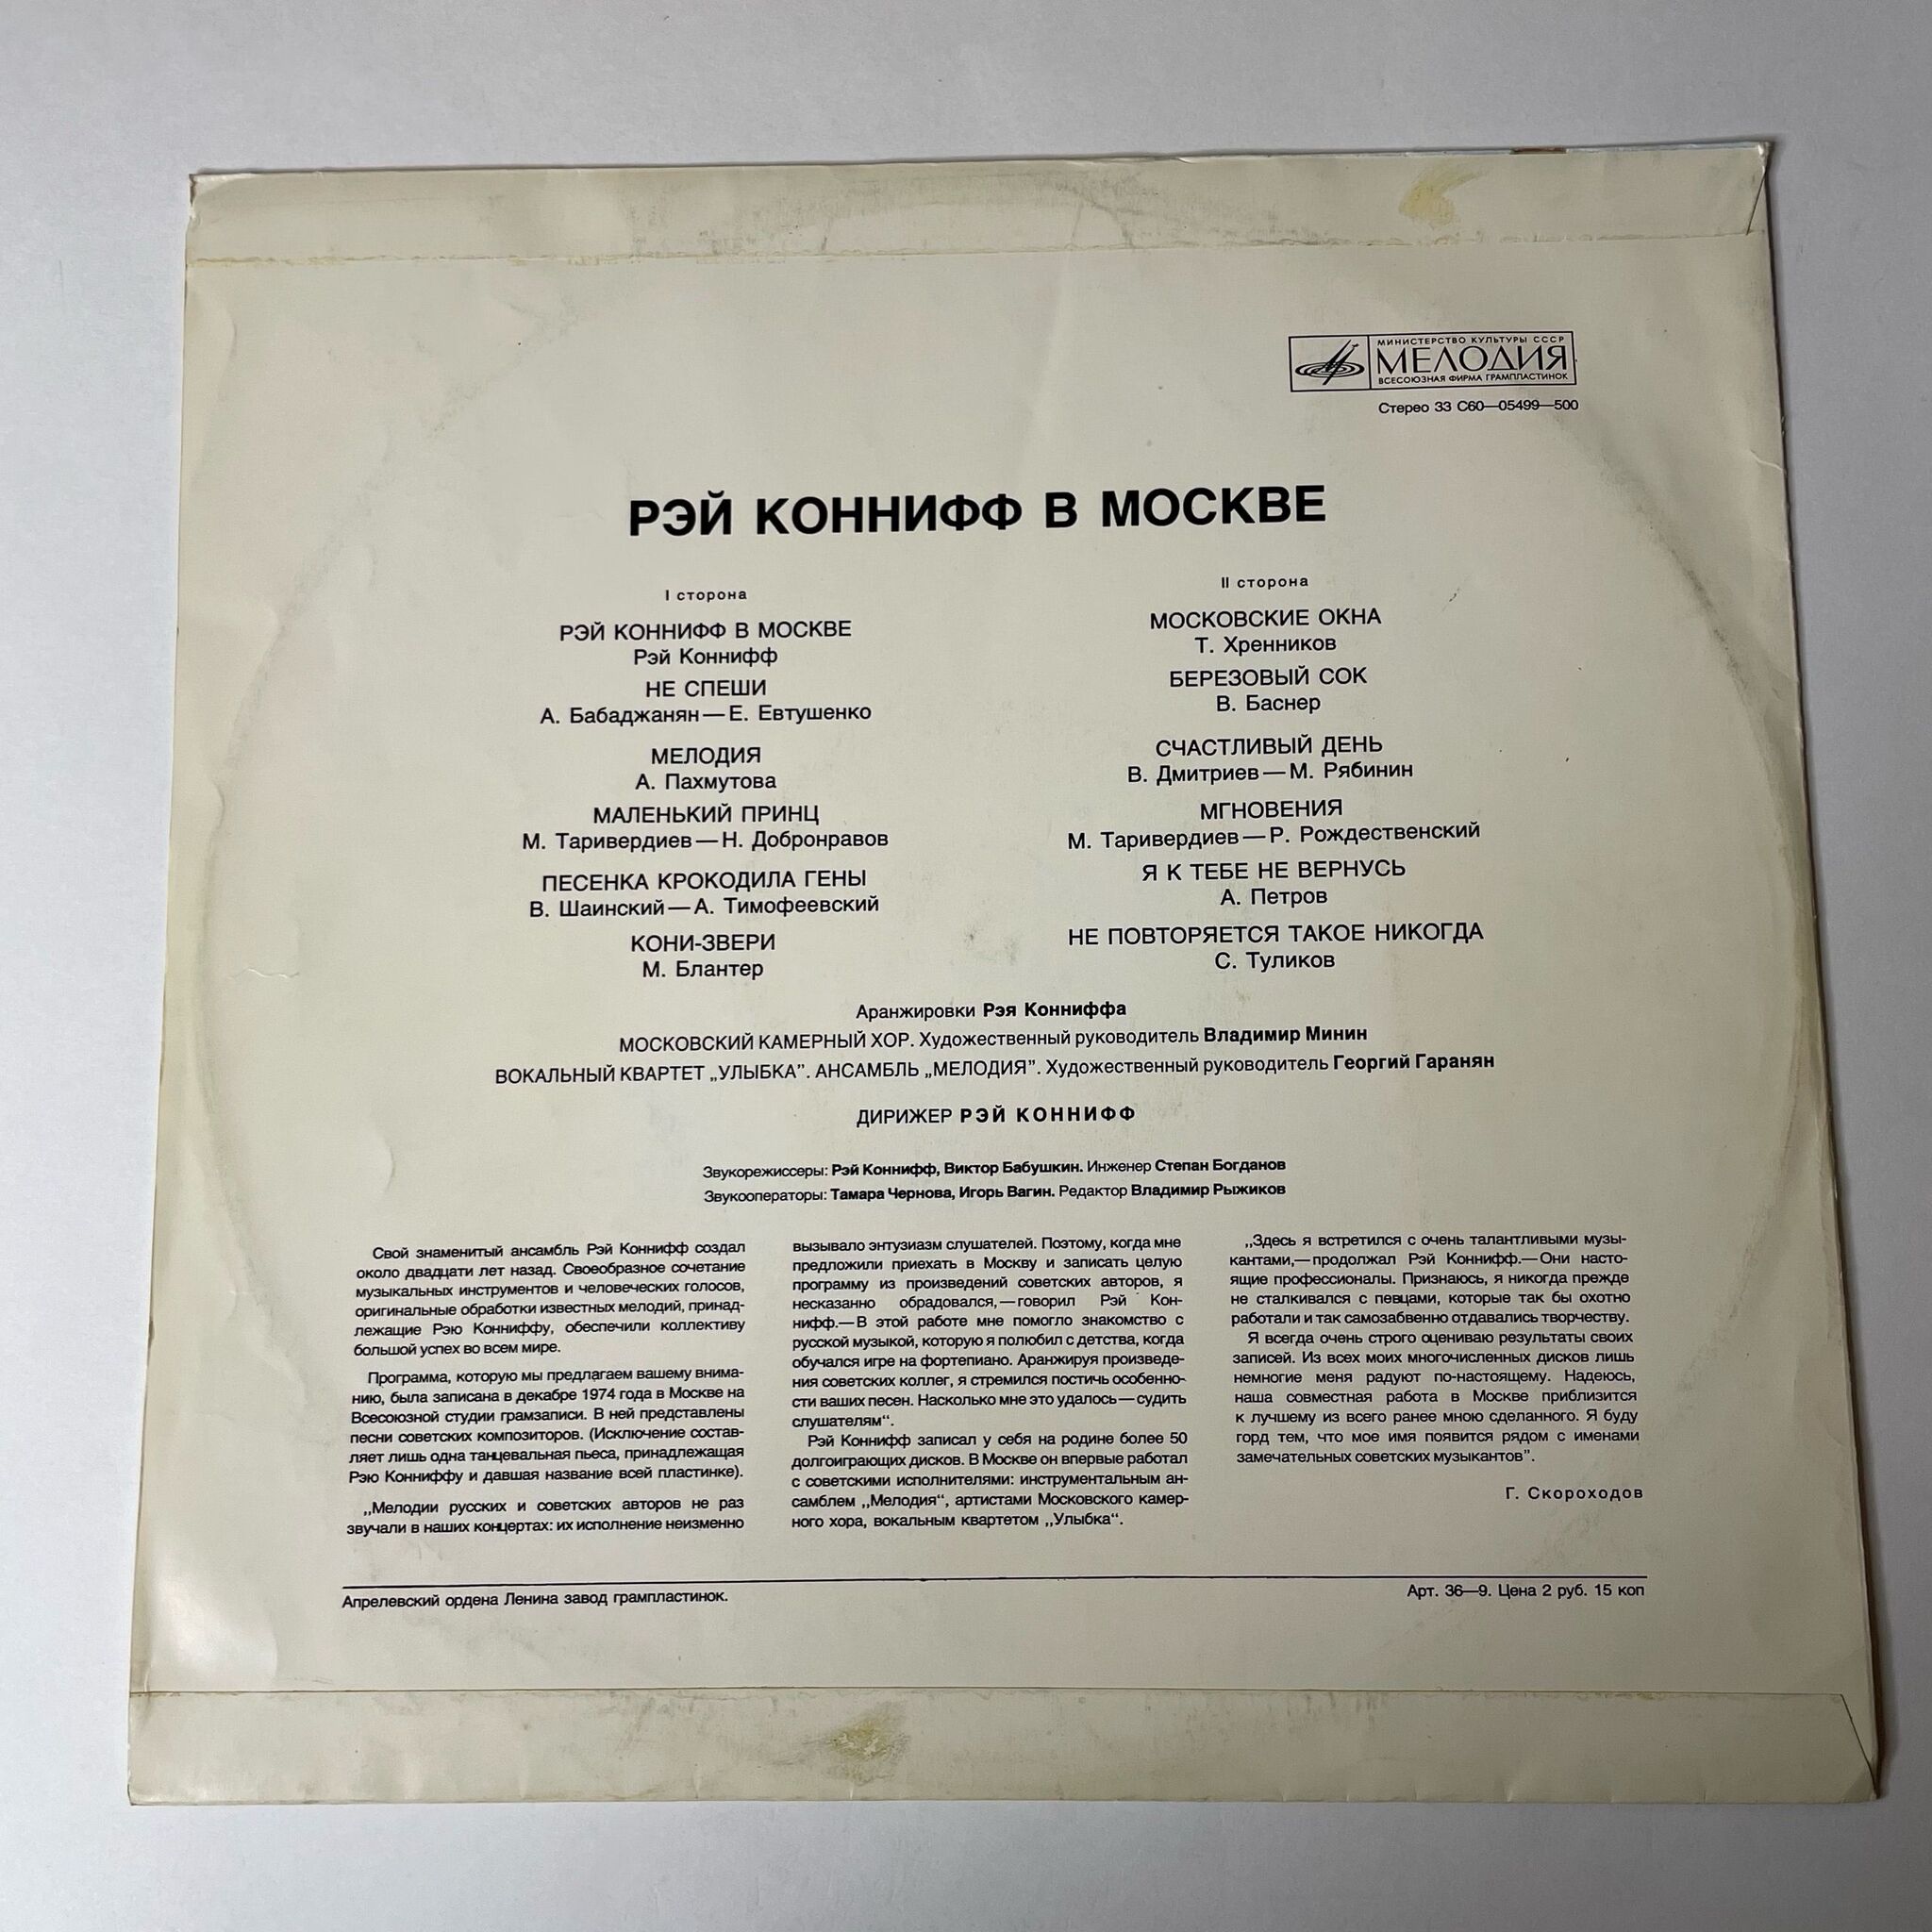 МИНИСТЕРСТВО КУЛЬТУРЫ СССР
МЕЛОДИЯ
ВСЕСОЮЗНАЯ ФИРМА ГРАМПЛАСТИНОК
Стерео 33 С60—05499—500
РЭЙ КОННИФФ В МОСКВЕ
I сторона
РЭЙ КОННИФФ В МОСКВЕ
Рэй Коннифф
НЕ СПЕШИ
А. Бабаджанян — Е. Евтушенко
МЕЛОДИЯ
А. Пахмутова
МАЛЕНЬКИЙ ПРИНЦ
М. Таривердиев — Н. Добронравов
ПЕСЕНКА КРОКОДИЛА ГЕНЫ
В. Шаинский — А. Тимофеевский
КОНИ-ЗВЕРИ
М. Блантер
II сторона
МОСКОВСКИЕ ОКНА
Т. Хренников
БЕРЕЗОВЫЙ СОК
В. Баснер
СЧАСТЛИВЫЙ ДЕНЬ
В. Дмитриев — М. Рябинин
МГНОВЕНИЯ
М. Таривердиев — Р. Рождественский
Я К ТЕБЕ НЕ ВЕРНУСЬ
А. Петров
НЕ ПОВТОРЯЕТСЯ ТАКОЕ НИКОГДА
С. Туликов
Аранжировки Рэя Конниффа
МОСКОВСКИЙ КАМЕРНЫЙ ХОР. Художественный руководитель Владимир Минин
ВОКАЛЬНЫЙ КВАРТЕТ „УЛЫБКА”. АНСАМБЛЬ „МЕЛОДИЯ”. Художественный руководитель Георгий Гаранян
ДИРИЖЕР РЭЙ КОННИФФ
Звукорежиссеры: Рэй Коннифф, Виктор Бабушкин. Инженер Степан Богданов
Звукооператоры: Тамара Чернова, Игорь Вагин. Редактор Владимир Рыжиков
Свой знаменитый ансамбль Рэй Коннифф создал
около двадцати лет назад. Своеобразное сочетание
музыкальных инструментов и человеческих голосов,
оригинальные обработки известных мелодий, принад-
лежащие Рэю Конниффу, обеспечили коллективу
большой успех во всем мире.
Программа, которую мы предлагаем вашему внима-
нию, была записана в декабре 1974 года в Москве на
Всесоюзной студии грамзаписи. В ней представлены
песни советских композиторов. (Исключение состав-
ляет лишь одна танцевальная пьеса, принадлежащая
Рэю Конниффу и давшая название всей пластинке).
„Мелодии русских и советских авторов не раз
звучали в наших концертах: их исполнение неизменно
вызывало энтузиазм слушателей. Поэтому, когда мне
предложили приехать в Москву и записать целую
программу из произведений советских авторов, я
несказанно обрадовался, — говорил Рэй Кон-
нифф.— В этой работе мне помогло знакомство с
русской музыкой, которую я полюбил с детства, когда
обучался игре на фортепиано. Аранжируя произведе-
ния советских коллег, я стремился постичь особенно-
сти ваших песен. Насколько мне это удалось — судить
слушателям“.
Рэй Коннифф записал у себя на родине более 50
долгоиграющих дисков. В Москве он впервые работал
с советскими исполнителями: инструментальным ан-
самблем „Мелодия“, артистами Московского камер-
ного хора, вокальным квартетом „Улыбка“.
„Здесь я встретился с очень талантливыми музы-
кантами,— продолжал Рэй Коннифф.— Они насто-
ящие профессионалы. Признаюсь, я никогда прежде
не сталкивался с певцами, которые так бы охотно
работали и так самозабвенно отдавались творчеству.
Я всегда очень строго оцениваю результаты своих
записей. Из всех моих многочисленных дисков лишь
немногие меня радуют по-настоящему. Надеюсь,
наша совместная работа в Москве приблизится
к лучшему из всего ранее мною сделанного. Я буду
горд тем, что мое имя появится рядом с именами
замечательных советских музыкантов”.
Г. Скороходов
Апрелевский ордена Ленина завод грампластинок.
Арт. 36—9. Цена 2 руб. 15 коп